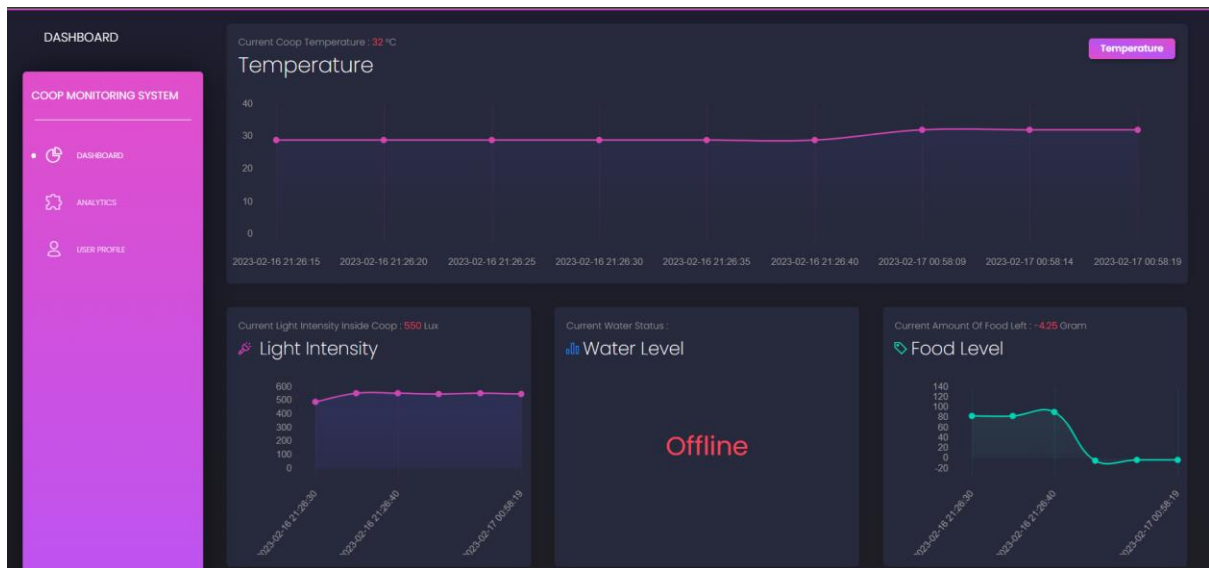 DASHBOARD
COOP MONITORING SYSTEM
DASHBOARD
ANALYTICS
USER PROFILE
Current Coop Temperature : 32 °C
Temperature
Temperature
40
30
20
10
0
2023-02-16 21:26:15 2023-02-16 21:26:20 2023-02-16 21:26:25 2023-02-16 21:26:30 2023-02-16 21:26:35 2023-02-16 21:26:40 2023-02-17 00:58:09 2023-02-17 00:58:14 2023-02-17 00:58:19
Current Light Intensity Inside Coop : 550 Lux
Light Intensity
600
500
400
300
200
100
0
2023-02-16 21:26:30
2023-02-16 21:26:40
2023-02-17 00:58:19
Current Water Status :
Water Level
Offline
Current Amount Of Food Left : -4.25 Gram
Food Level
140
120
100
80
60
40
20
0
-20
2023-02-16 21:26:30
2023-02-16 21:26:40
2023-02-17 00:58:19